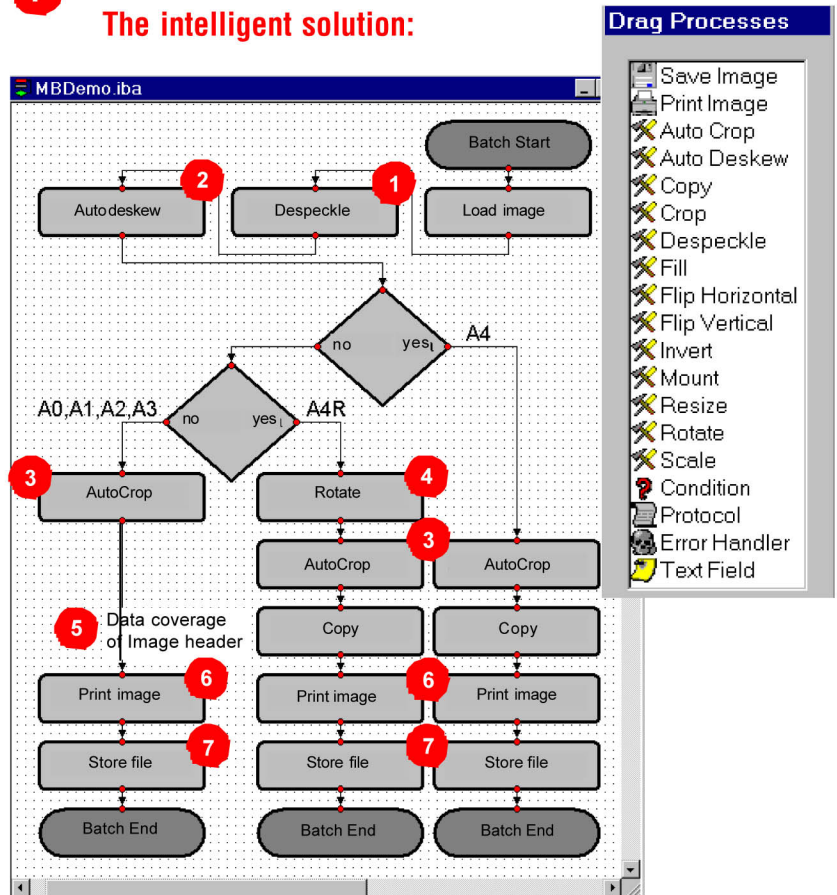 The intelligent solution:
Drag Processes
Save Image
Print Image
Auto Crop
Auto Deskew
Copy
Crop
Despeckle
Fill
Flip Horizontal
Flip Vertical
Invert
Mount
Resize
Rotate
Scale
Condition
Protocol
Error Handler
Text Field
MBDemo.iba
Batch Start
2
1
Autodeskew
Despeckle
Load image
no
yes
A4
A0,A1,A2,A3
no
yes
A4R
3
AutoCrop
4
Rotate
3
AutoCrop
AutoCrop
5
Data coverage
of Image header
Copy
Copy
6
Print image
6
Print image
Print image
7
Store file
7
Store file
Store file
Batch End
Batch End
Batch End